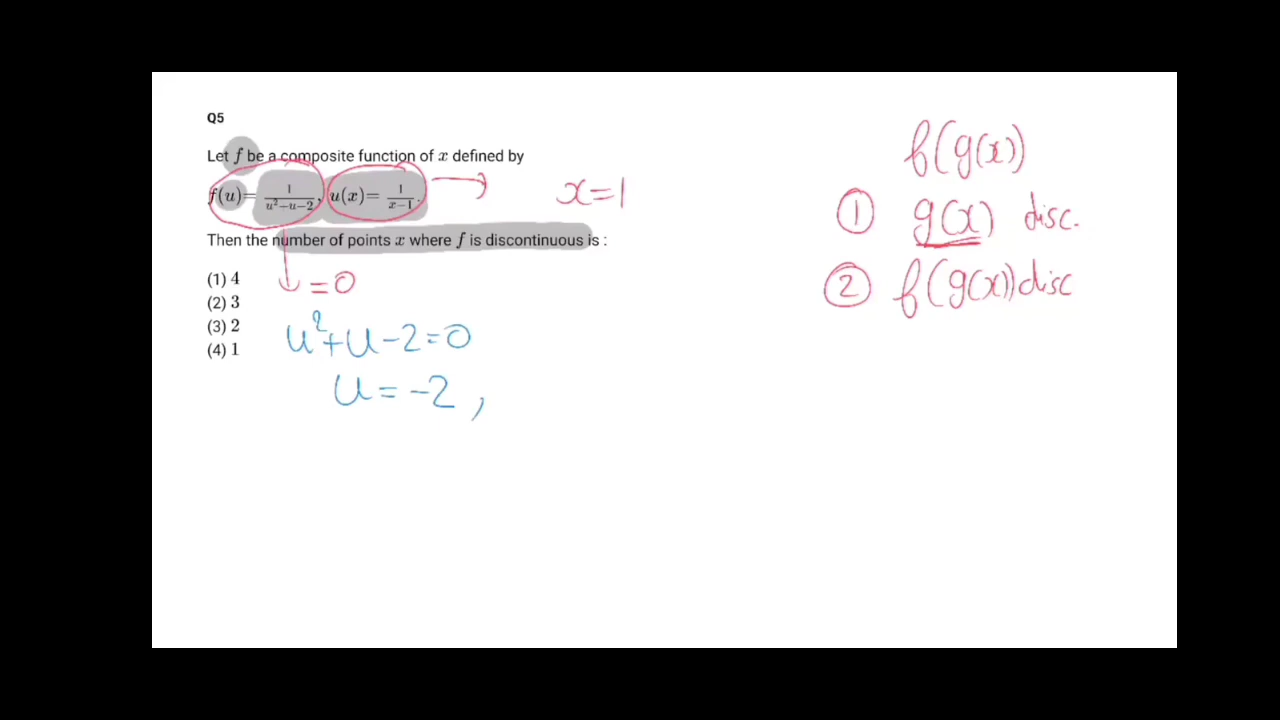 Q5
Let f be a composite function of x defined by
f(u)= 1/(u²+u−2), u(x)= 1/(x−1).
Then the number of points x where f is discontinuous is :
(1) 4
(2) 3
(3) 2
(4) 1
x=1
=0
u²+u-2=0
u=-2,
f(g(x))
① g(x) disc.
② f(g(x)) disc